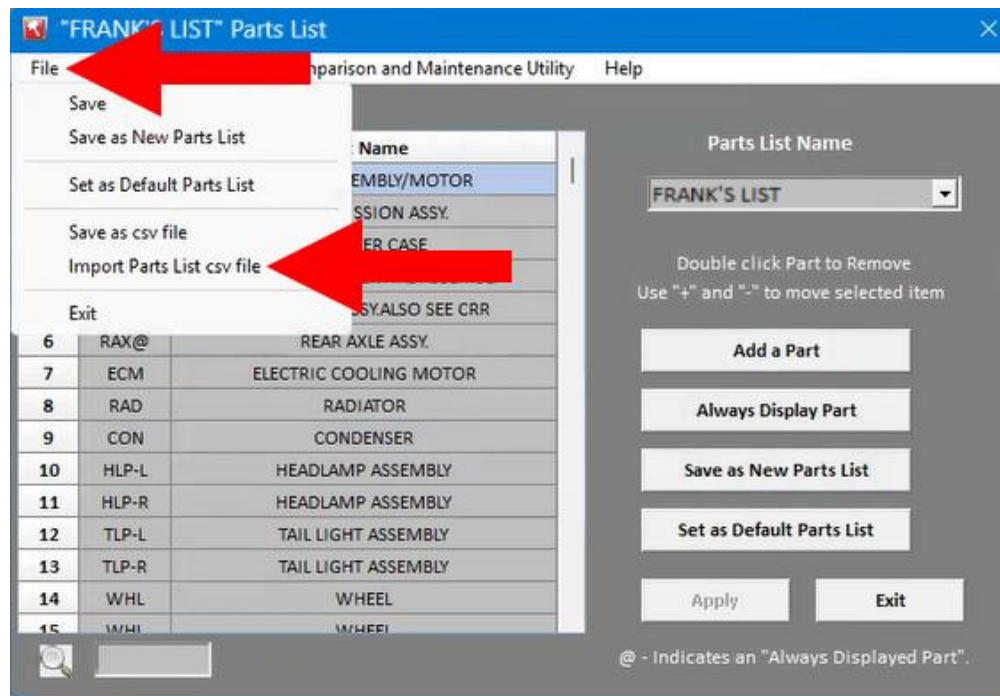 "FRANK'S LIST" Parts List
File
Comparison and Maintenance Utility
Help
Save
Save as New Parts List
Set as Default Parts List
Save as csv file
Import Parts List csv file
Exit
Name
EMBLY/MOTOR
SSION ASSY.
ER CASE
SY.ALSO SEE CRR
6 RAX@ REAR AXLE ASSY.
7 ECM ELECTRIC COOLING MOTOR
8 RAD RADIATOR
9 CON CONDENSER
10 HLP-L HEADLAMP ASSEMBLY
11 HLP-R HEADLAMP ASSEMBLY
12 TLP-L TAIL LIGHT ASSEMBLY
13 TLP-R TAIL LIGHT ASSEMBLY
14 WHL WHEEL
15 WHL WHEEL
Parts List Name
FRANK'S LIST
Double click Part to Remove
Use "+" and "-" to move selected item
Add a Part
Always Display Part
Save as New Parts List
Set as Default Parts List
Apply
Exit
@ - Indicates an "Always Displayed Part".